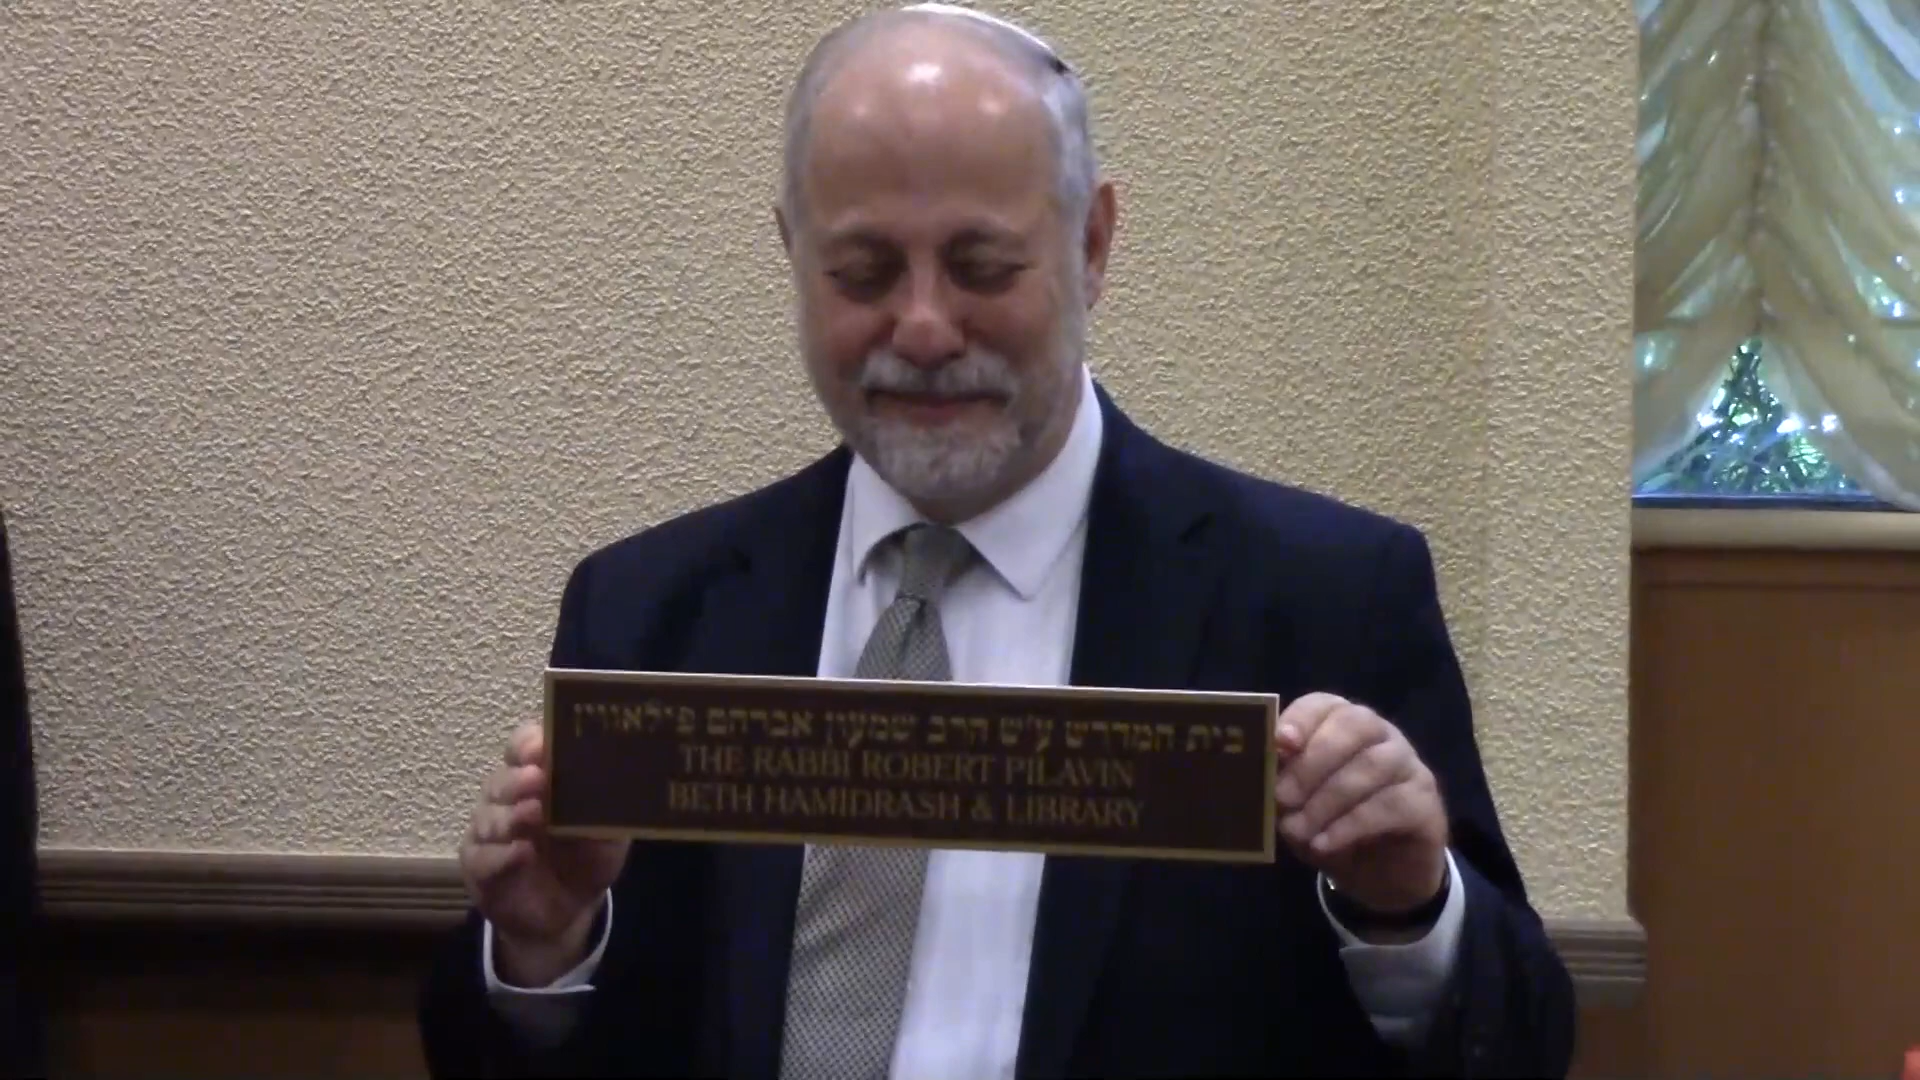 בית המדרש ע״ש הרב שמעון אברהם פילאווין
THE RABBI ROBERT PILAVIN
BETH HAMIDRASH & LIBRARY